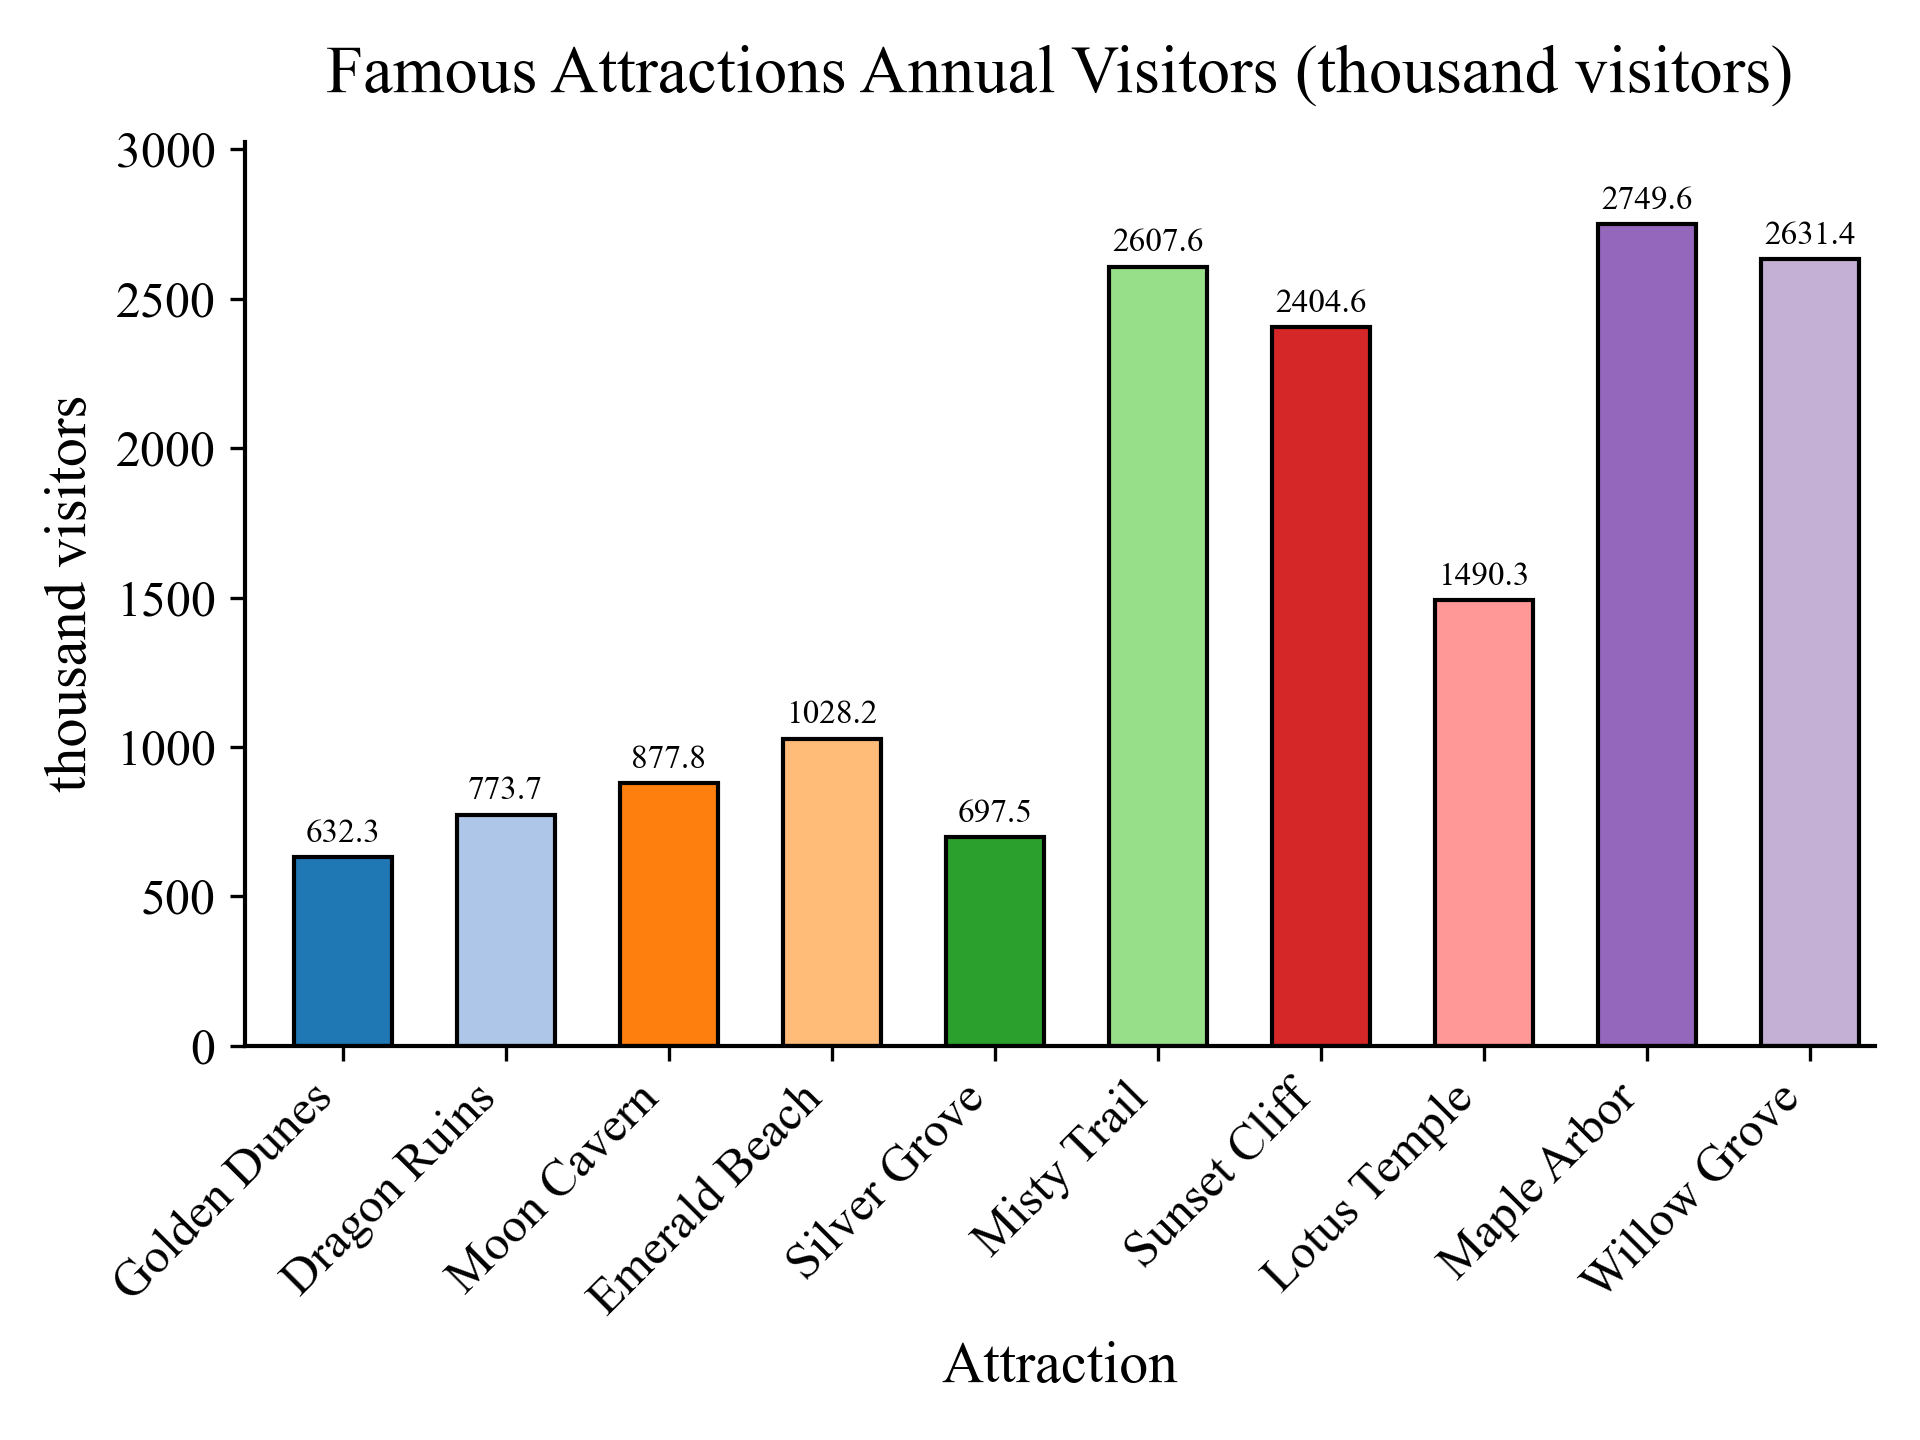 Famous Attractions Annual Visitors (thousand visitors)
thousand visitors
3000
2500
2000
1500
1000
500
0
632.3
773.7
877.8
1028.2
697.5
2607.6
2404.6
1490.3
2749.6
2631.4
Golden Dunes
Dragon Ruins
Moon Cavern
Emerald Beach
Silver Grove
Misty Trail
Sunset Cliff
Lotus Temple
Maple Arbor
Willow Grove
Attraction